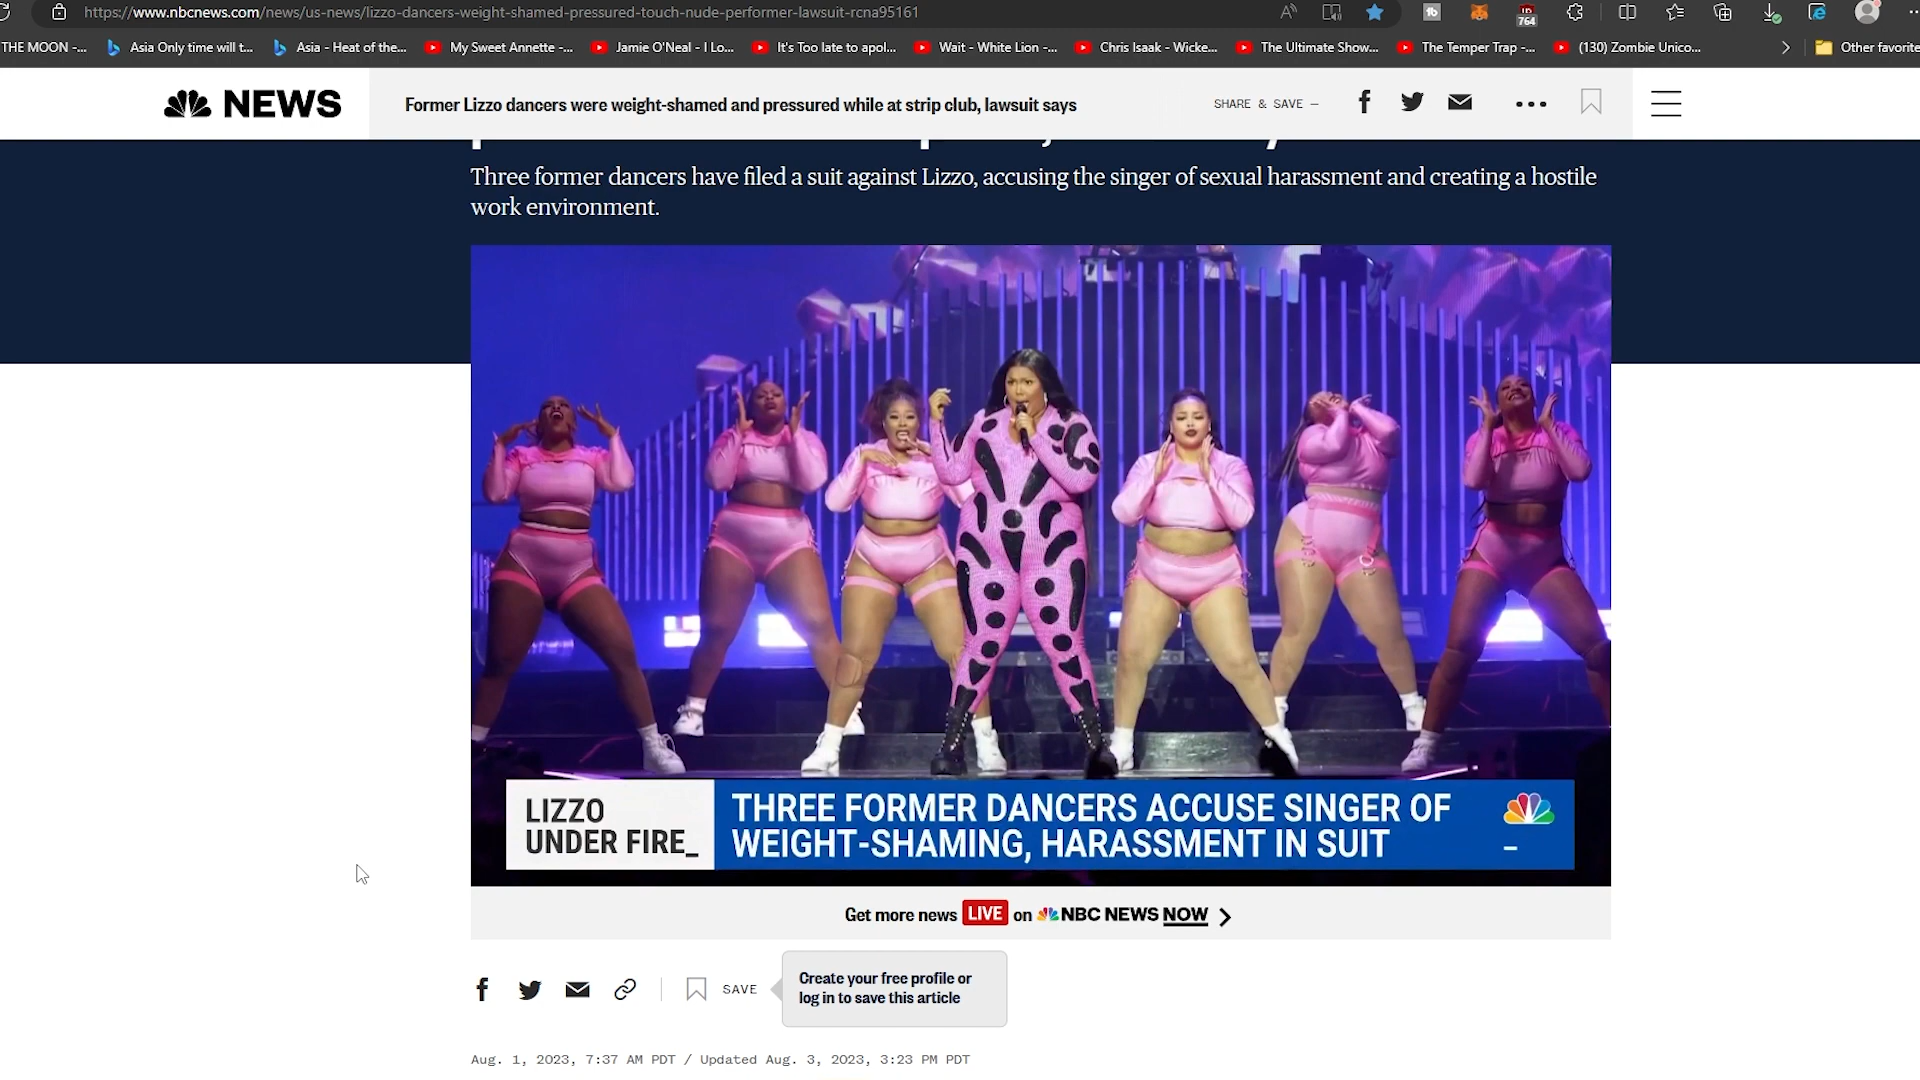 https://www.nbcnews.com/news/us-news/lizzo-dancers-weight-shamed-pressured-touch-nude-performer-lawsuit-rcna95161
764
THE MOON -...
Asia Only time will t...
Asia - Heat of the...
My Sweet Annette -...
Jamie O'Neal - I Lo...
It's Too late to apol...
Wait - White Lion -...
Chris Isaak - Wicke...
The Ultimate Show...
The Temper Trap -...
(130) Zombie Unico...
Other favorite
NEWS
Former Lizzo dancers were weight-shamed and pressured while at strip club, lawsuit says
SHARE & SAVE —
Three former dancers have filed a suit against Lizzo, accusing the singer of sexual harassment and creating a hostile
work environment.
LIZZO
UNDER FIRE_
THREE FORMER DANCERS ACCUSE SINGER OF
WEIGHT-SHAMING, HARASSMENT IN SUIT
Get more news LIVE on NBC NEWS NOW
SAVE
Create your free profile or
log in to save this article
Aug. 1, 2023, 7:37 AM PDT / Updated Aug. 3, 2023, 3:23 PM PDT